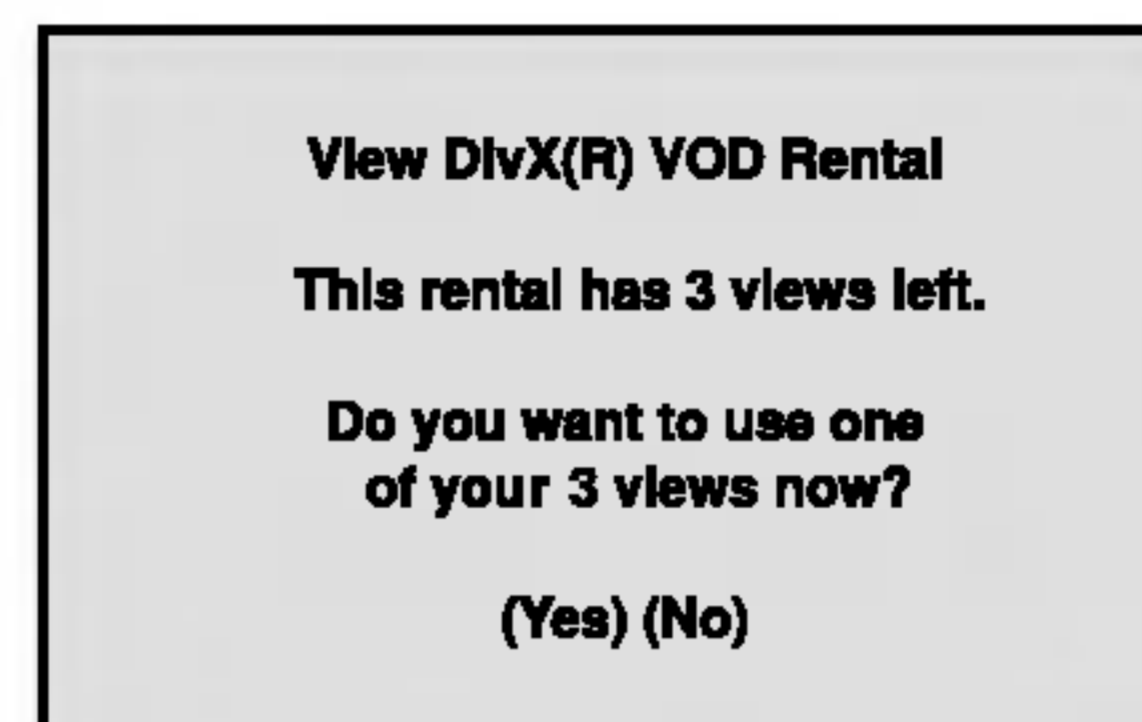 View DivX(R) VOD Rental
This rental has 3 views left.
Do you want to use one
of your 3 views now?
(Yes) (No)